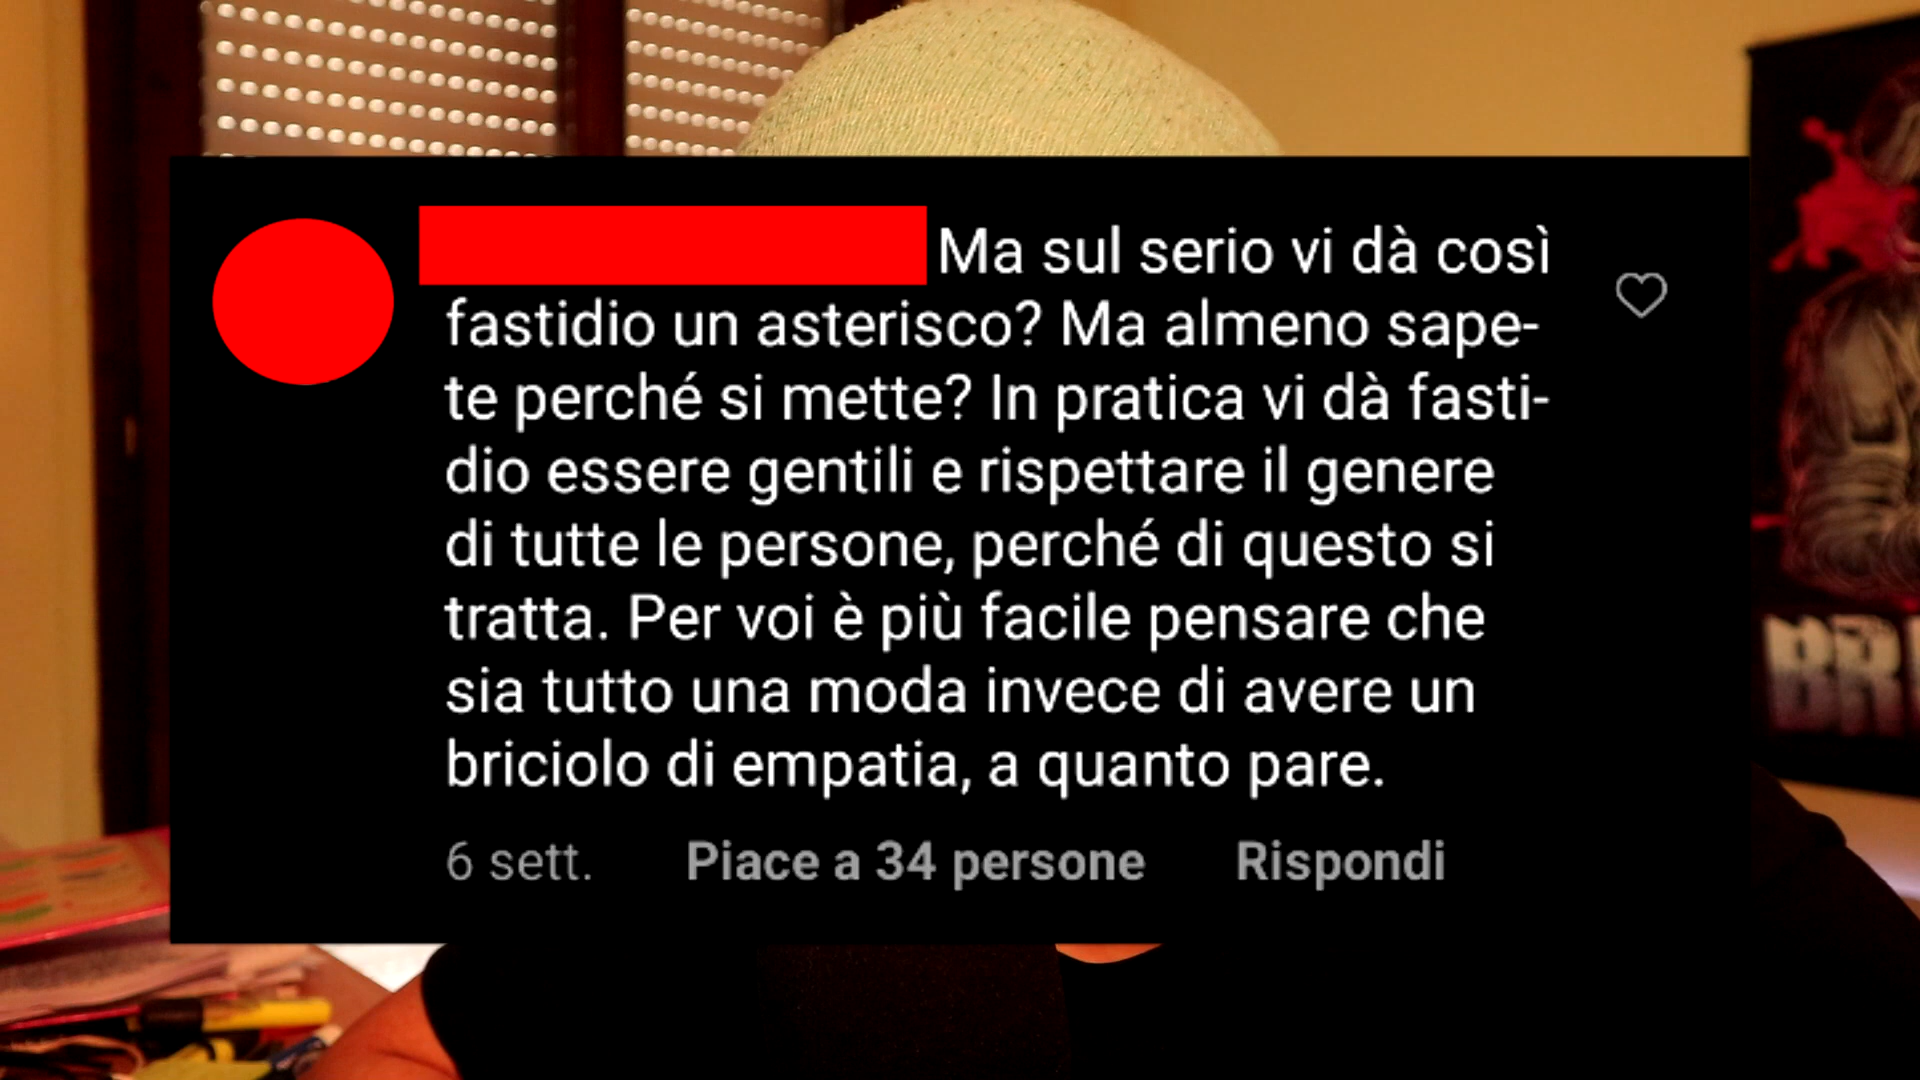 Ma sul serio vi dà così
fastidio un asterisco? Ma almeno sape-
te perché si mette? In pratica vi dà fasti-
dio essere gentili e rispettare il genere
di tutte le persone, perché di questo si
tratta. Per voi è più facile pensare che
sia tutto una moda invece di avere un
briciolo di empatia, a quanto pare.
6 sett. Piace a 34 persone Rispondi